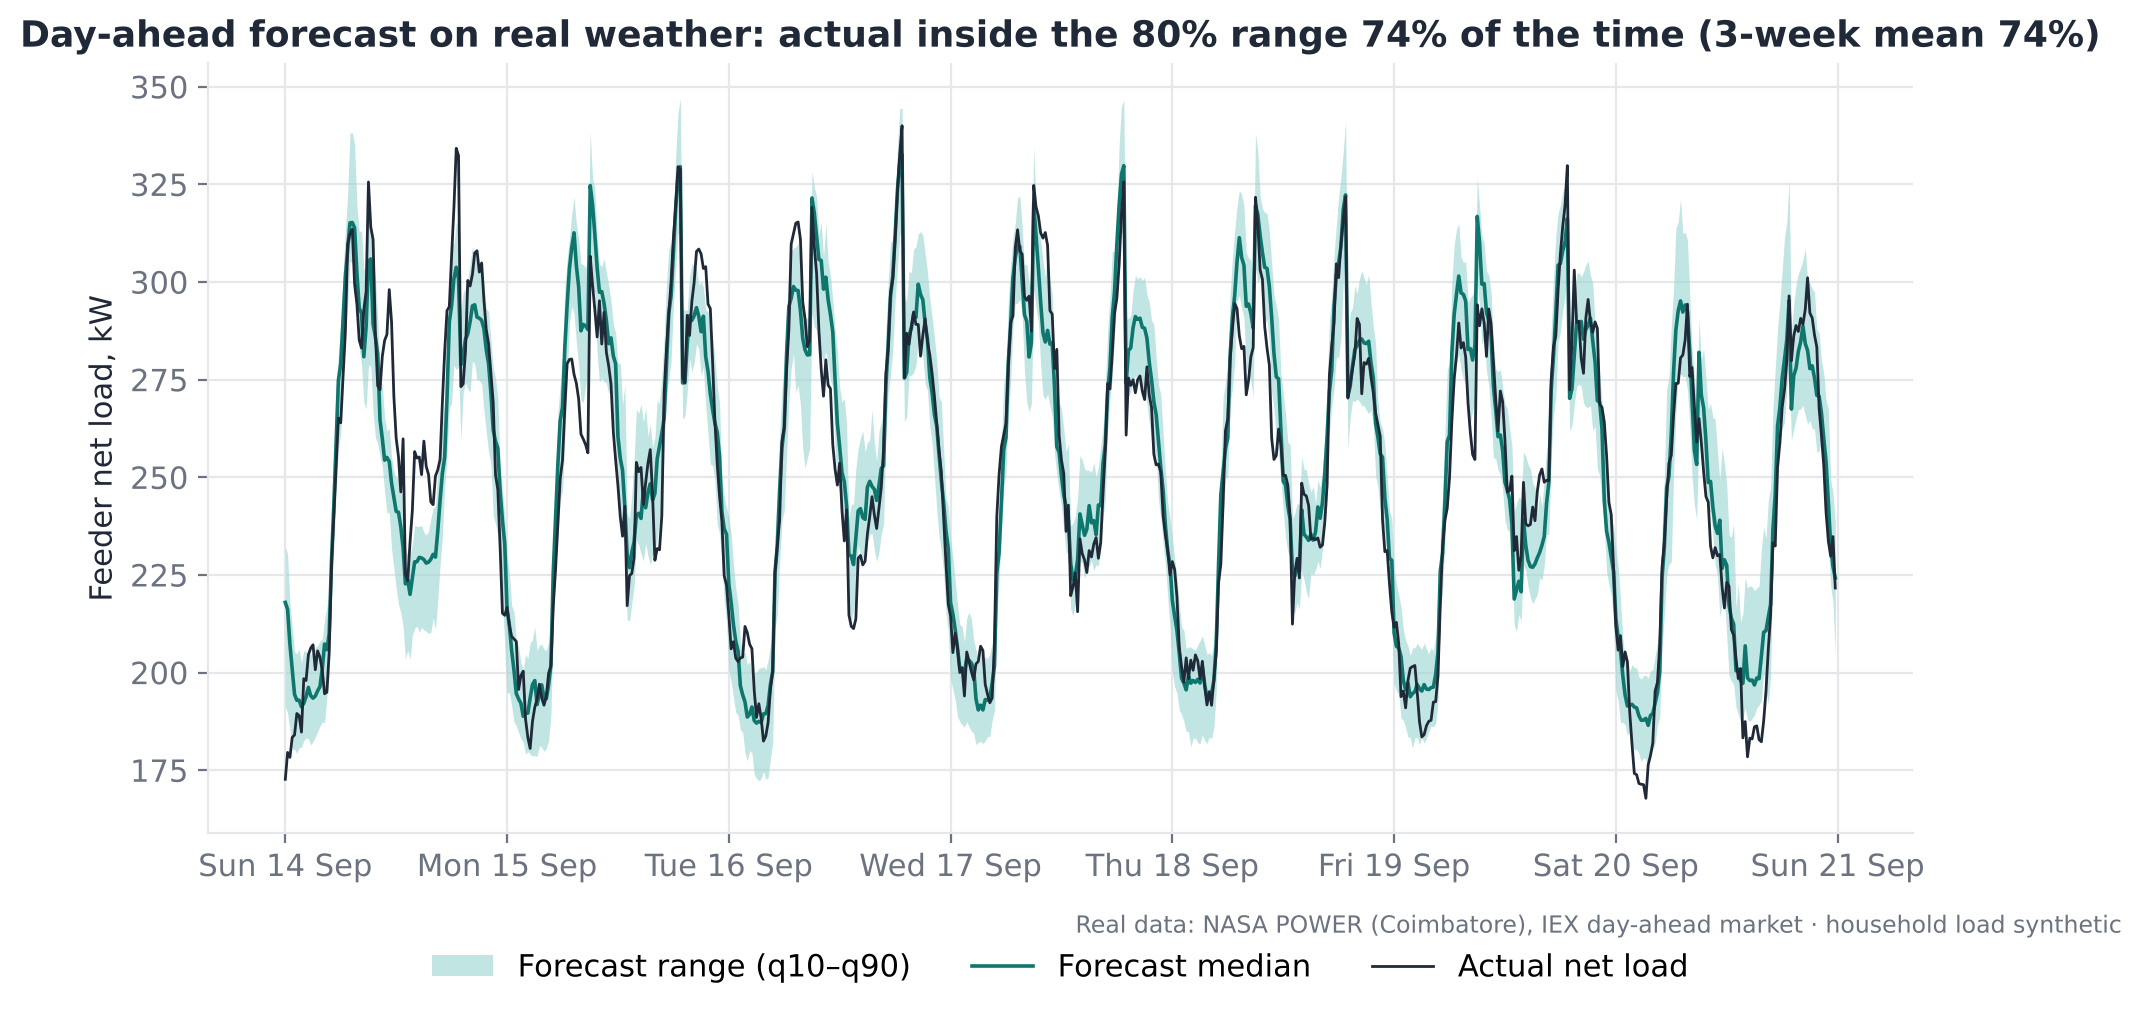 Day-ahead forecast on real weather: actual inside the 80% range 74% of the time (3-week mean 74%)
Feeder net load, kW
350
325
300
275
250
225
200
175
Sun 14 Sep Mon 15 Sep Tue 16 Sep Wed 17 Sep Thu 18 Sep Fri 19 Sep Sat 20 Sep Sun 21 Sep
Real data: NASA POWER (Coimbatore), IEX day-ahead market · household load synthetic
Forecast range (q10–q90) Forecast median Actual net load